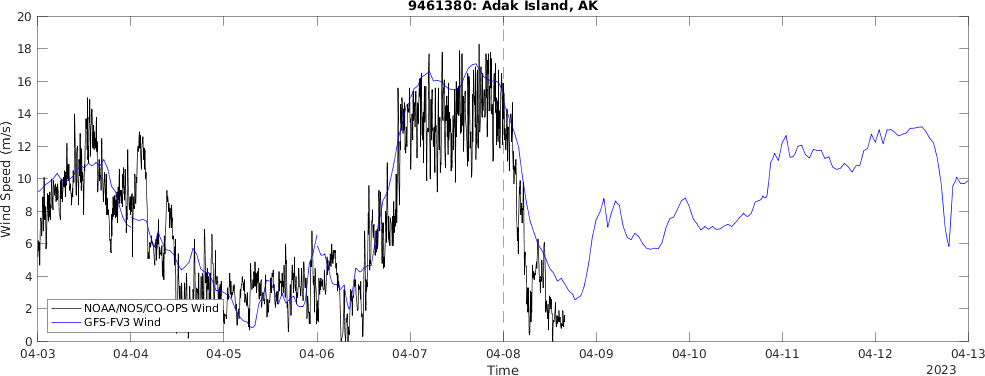 9461380: Adak Island, AK
Wind Speed (m/s)
20
18
16
14
12
10
8
6
4
2
0
NOAA/NOS/CO-OPS Wind
GFS-FV3 Wind
04-03 04-04 04-05 04-06 04-07 04-08 04-09 04-10 04-11 04-12 04-13
Time
2023